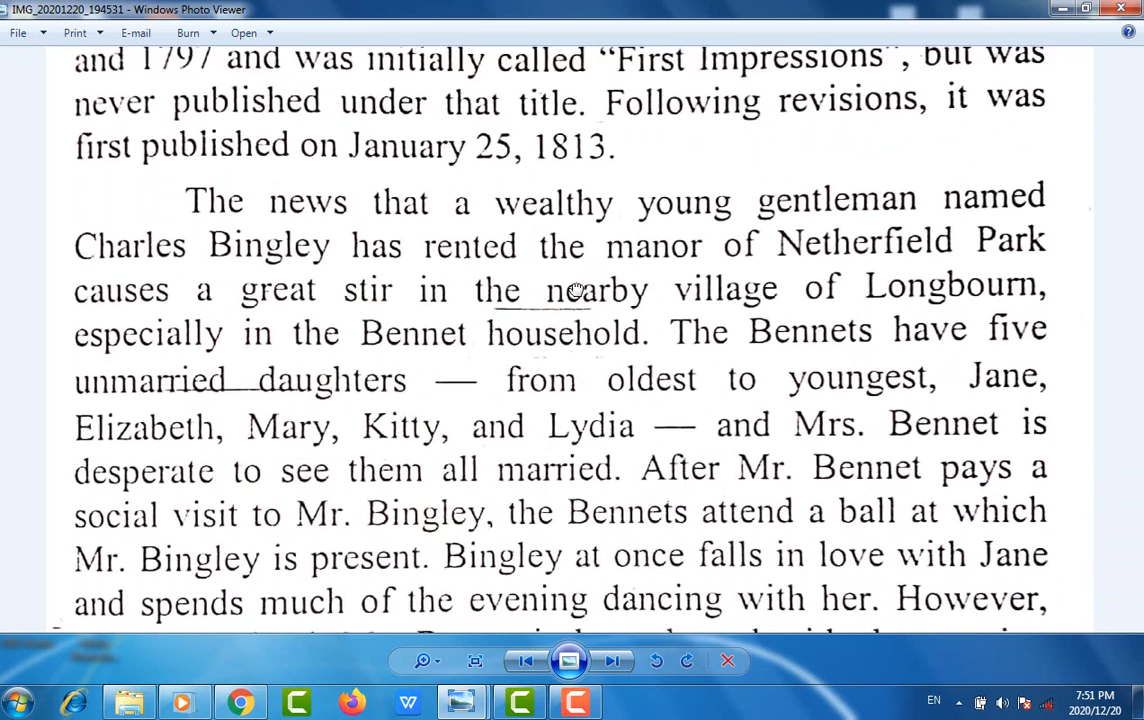 IMG_20201220_194531 - Windows Photo Viewer
File Print E-mail Burn Open
and 1797 and was initially called “First Impressions”, but was
never published under that title. Following revisions, it was
first published on January 25, 1813.
The news that a wealthy young gentleman named
Charles Bingley has rented the manor of Netherfield Park
causes a great stir in the nearby village of Longbourn,
especially in the Bennet household. The Bennets have five
unmarried daughters — from oldest to youngest, Jane,
Elizabeth, Mary, Kitty, and Lydia — and Mrs. Bennet is
desperate to see them all married. After Mr. Bennet pays a
social visit to Mr. Bingley, the Bennets attend a ball at which
Mr. Bingley is present. Bingley at once falls in love with Jane
and spends much of the evening dancing with her. However,
EN
7:51 PM
2020/12/20